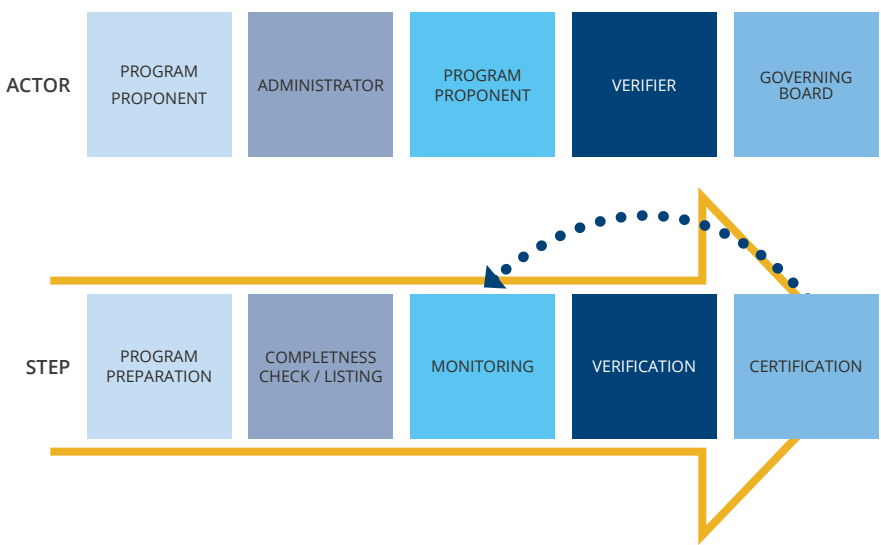 ACTOR
PROGRAM
PROPONENT
ADMINISTRATOR
PROGRAM
PROPONENT
VERIFIER
GOVERNING
BOARD
STEP
PROGRAM
PREPARATION
COMPLETNESS
CHECK / LISTING
MONITORING
VERIFICATION
CERTIFICATION